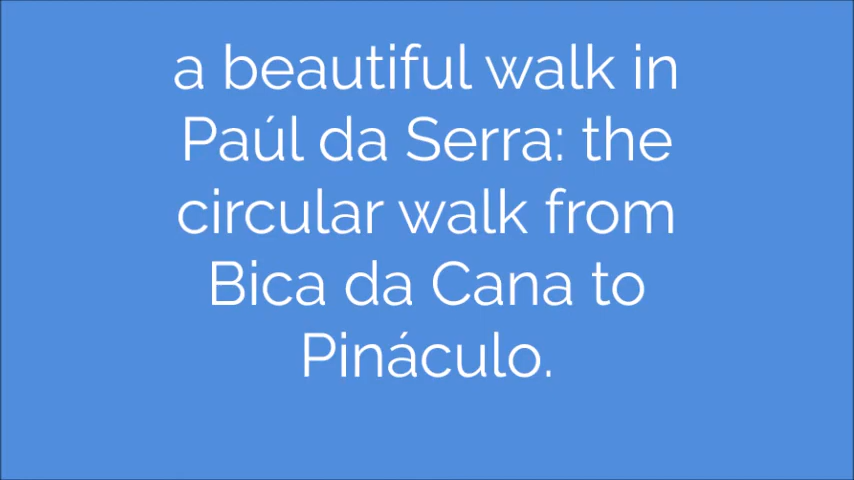 a beautiful walk in
Paúl da Serra: the
circular walk from
Bica da Cana to
Pináculo.